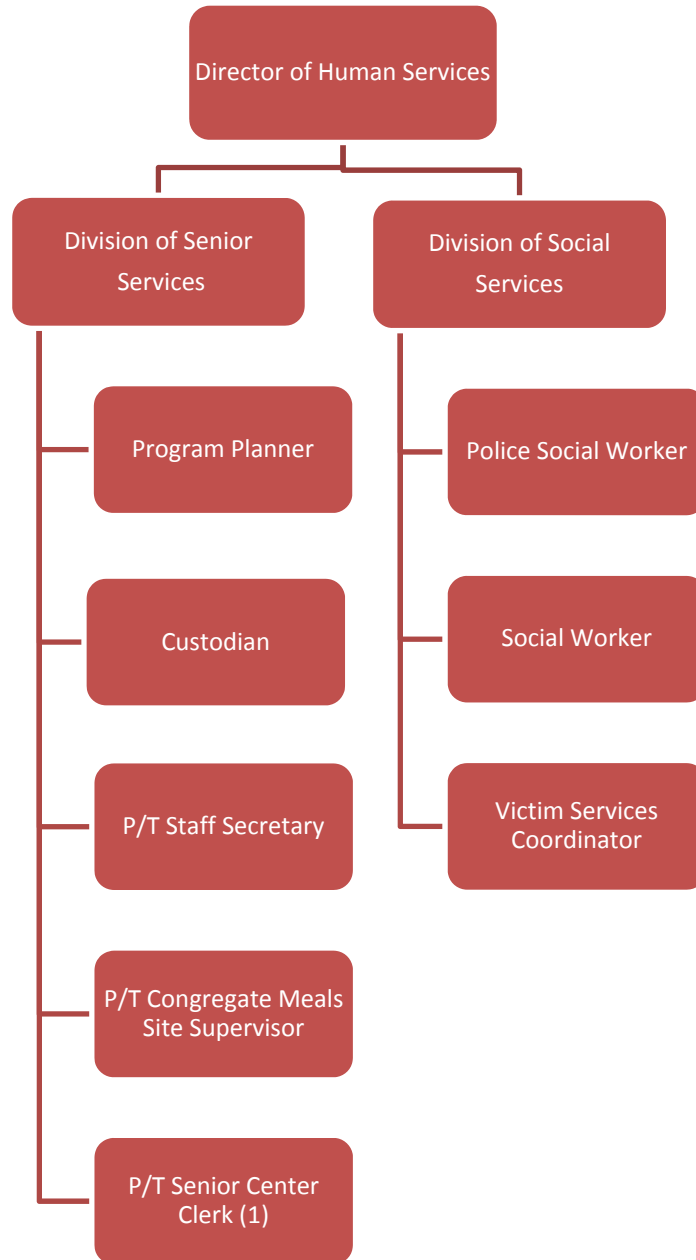 Director of Human Services
Division of Senior
Services
Program Planner
Custodian
P/T Staff Secretary
P/T Congregate Meals
Site Supervisor
P/T Senior Center
Clerk (1)
Division of Social
Services
Police Social Worker
Social Worker
Victim Services
Coordinator